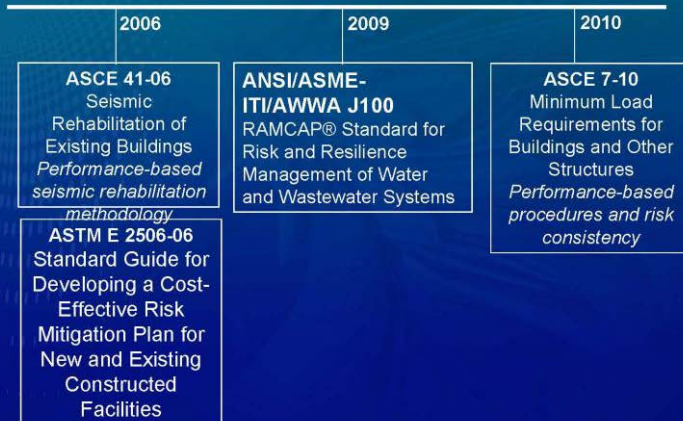 2006
2009
2010
ASCE 41-06
Seismic
Rehabilitation of
Existing Buildings
Performance-based
seismic rehabilitation
methodology
ASTM E 2506-06
Standard Guide for
Developing a Cost-
Effective Risk
Mitigation Plan for
New and Existing
Constructed
Facilities
ANSI/ASME-
ITI/AWWA J100
RAMCAP® Standard for
Risk and Resilience
Management of Water
and Wastewater Systems
ASCE 7-10
Minimum Load
Requirements for
Buildings and Other
Structures
Performance-based
procedures and risk
consistency